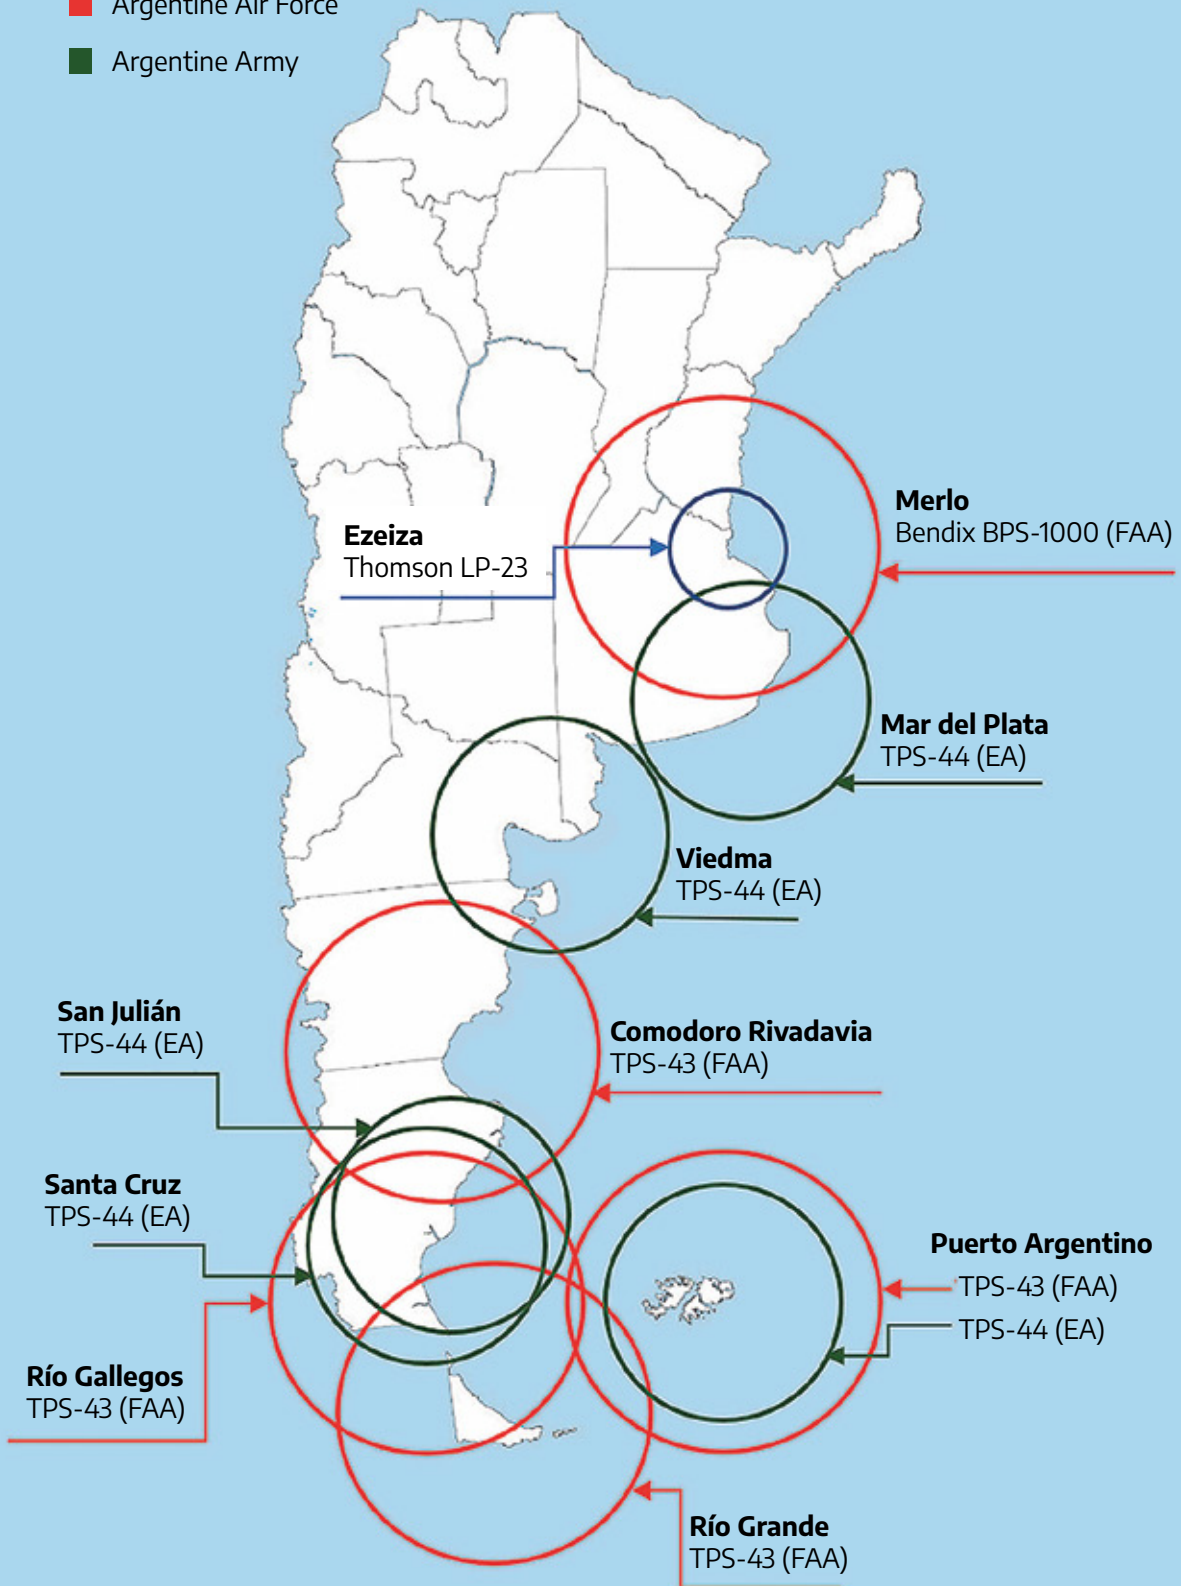 Argentine Air Force
Argentine Army
Merlo
Bendix BPS-1000 (FAA)
Ezeiza
Thomson LP-23
Mar del Plata
TPS-44 (EA)
Viedma
TPS-44 (EA)
San Julián
TPS-44 (EA)
Comodoro Rivadavia
TPS-43 (FAA)
Santa Cruz
TPS-44 (EA)
Puerto Argentino
TPS-43 (FAA)
TPS-44 (EA)
Río Gallegos
TPS-43 (FAA)
Río Grande
TPS-43 (FAA)